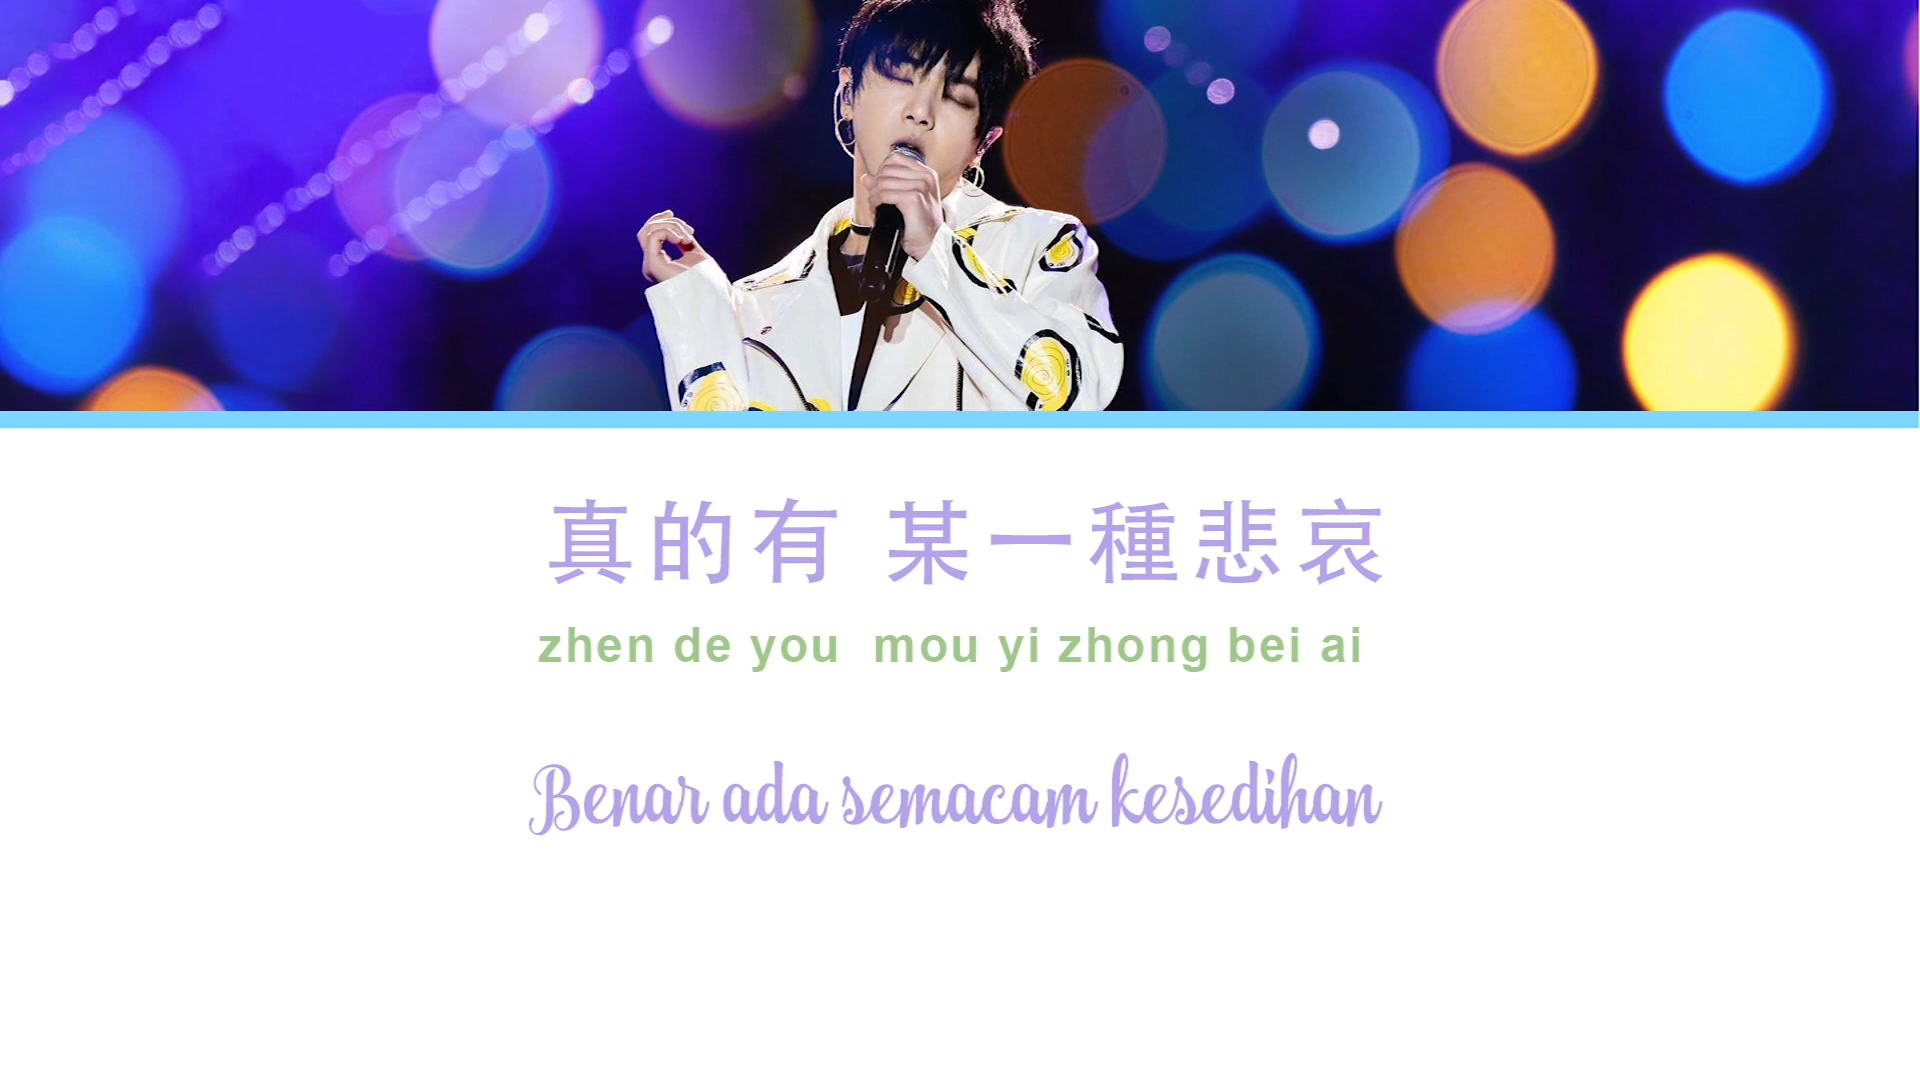 真的有 某一種悲哀
zhen de you  mou yi zhong bei ai
Benar ada semacam kesedihan